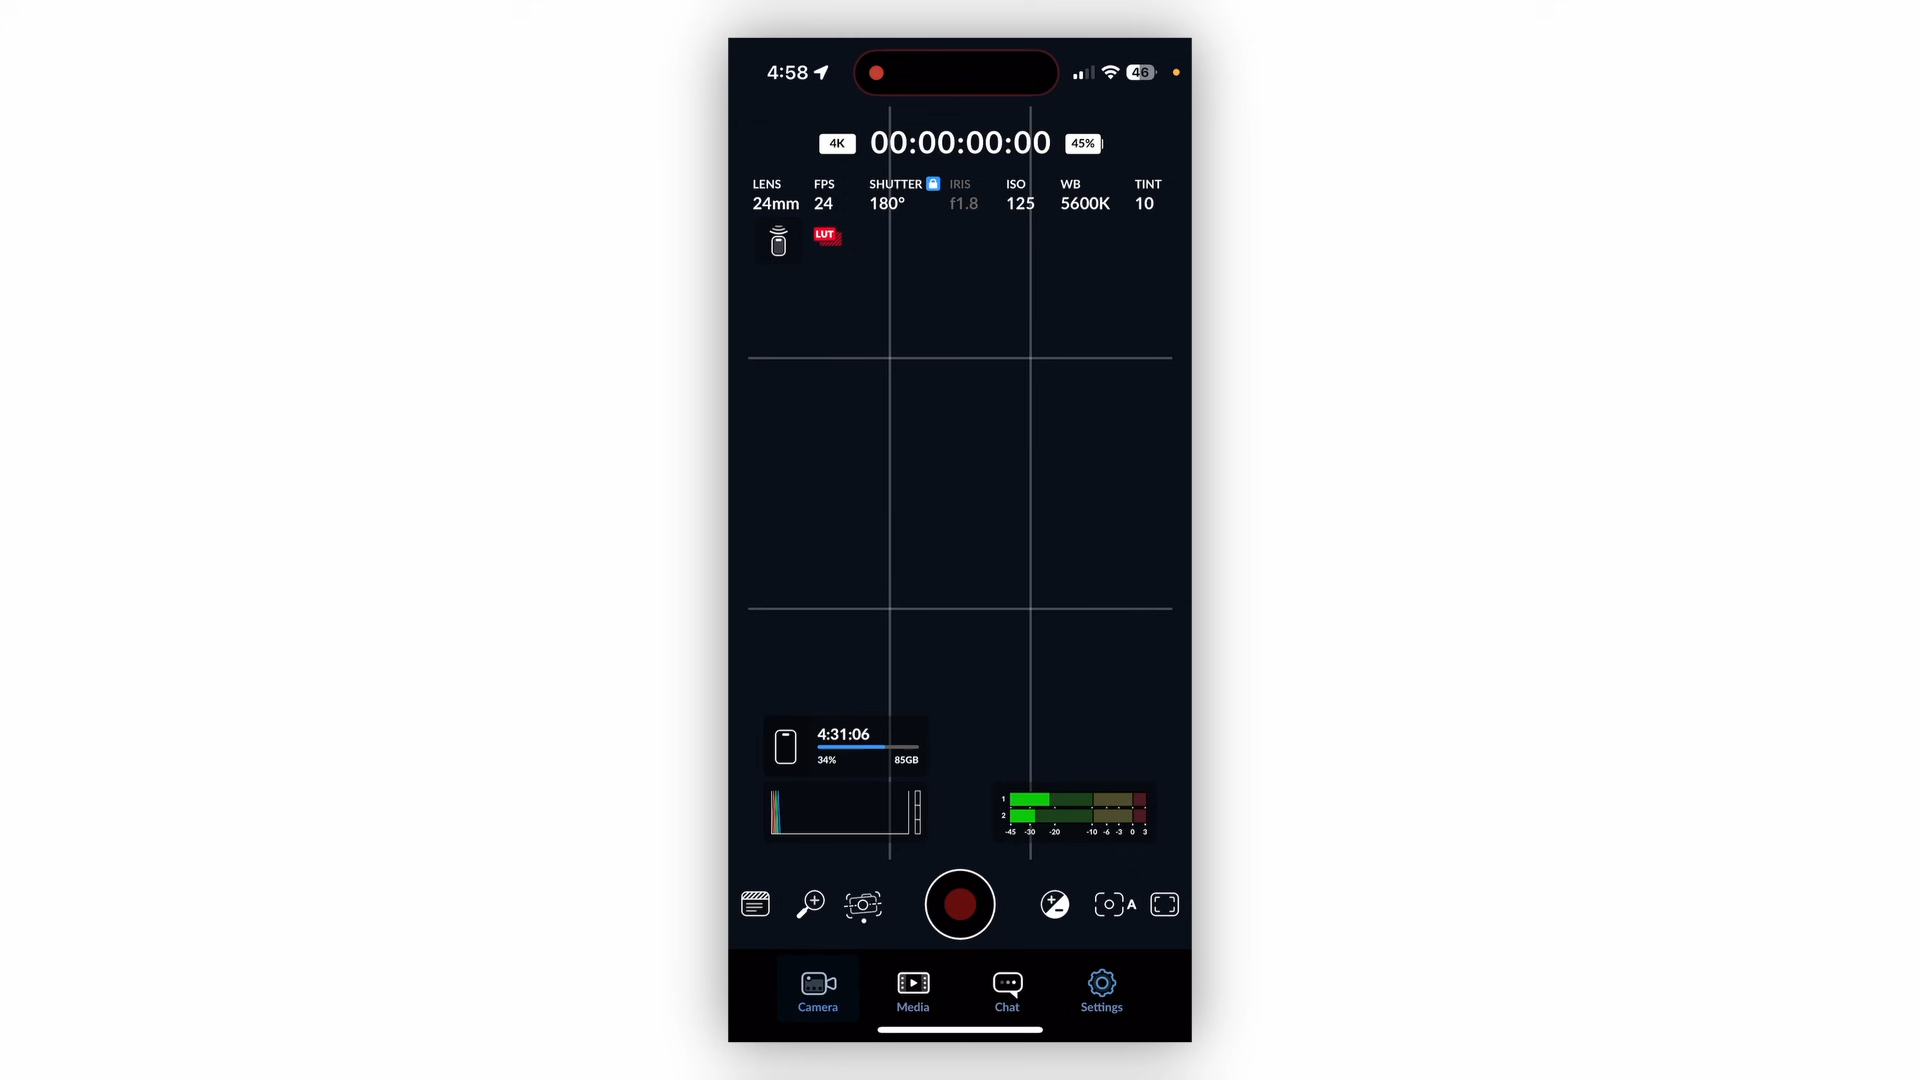 4:58 46
4K 00:00:00:00 45%
LENS FPS SHUTTER IRIS ISO WB TINT
24mm 24 180° f1.8 125 5600K 10
LUT
4:31:06
34% 85GB
1
2
-45 -30 -20 -10 -6 -3 0 3
A
Camera Media Chat Settings